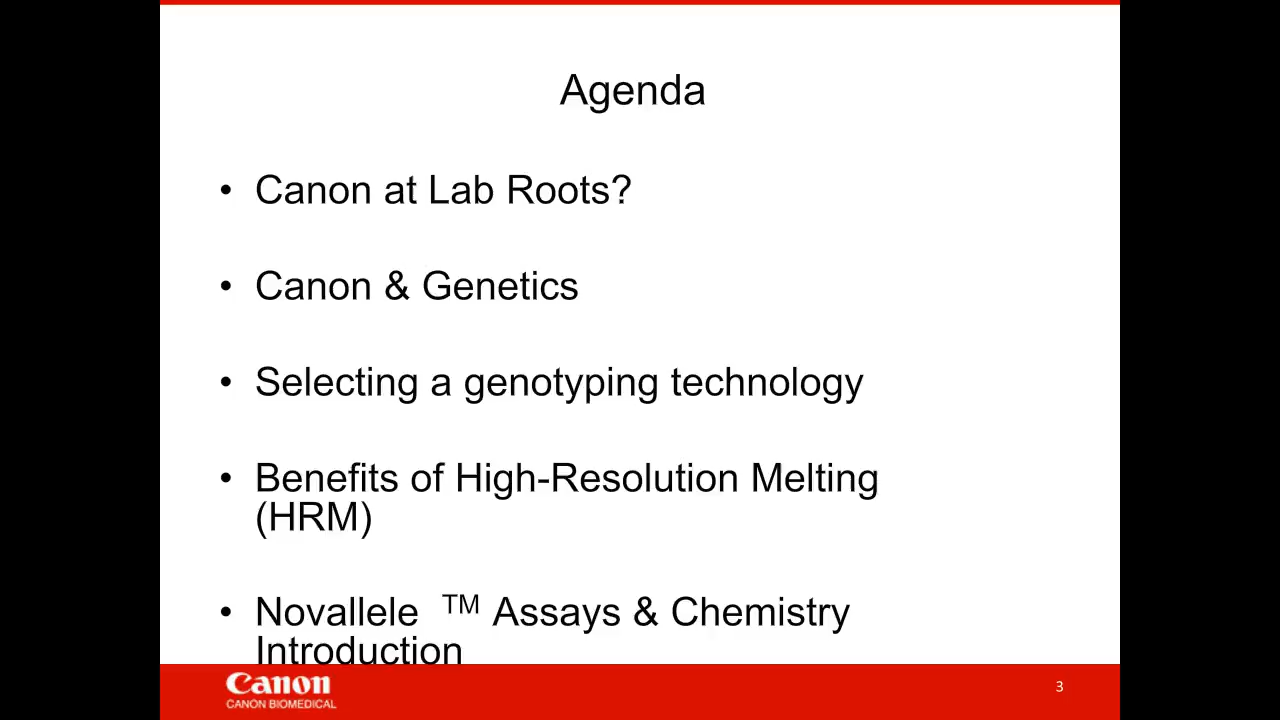 Agenda
• Canon at Lab Roots?
• Canon & Genetics
• Selecting a genotyping technology
• Benefits of High-Resolution Melting
(HRM)
• Novallele ™ Assays & Chemistry
Introduction
Canon
CANON BIOMEDICAL
3